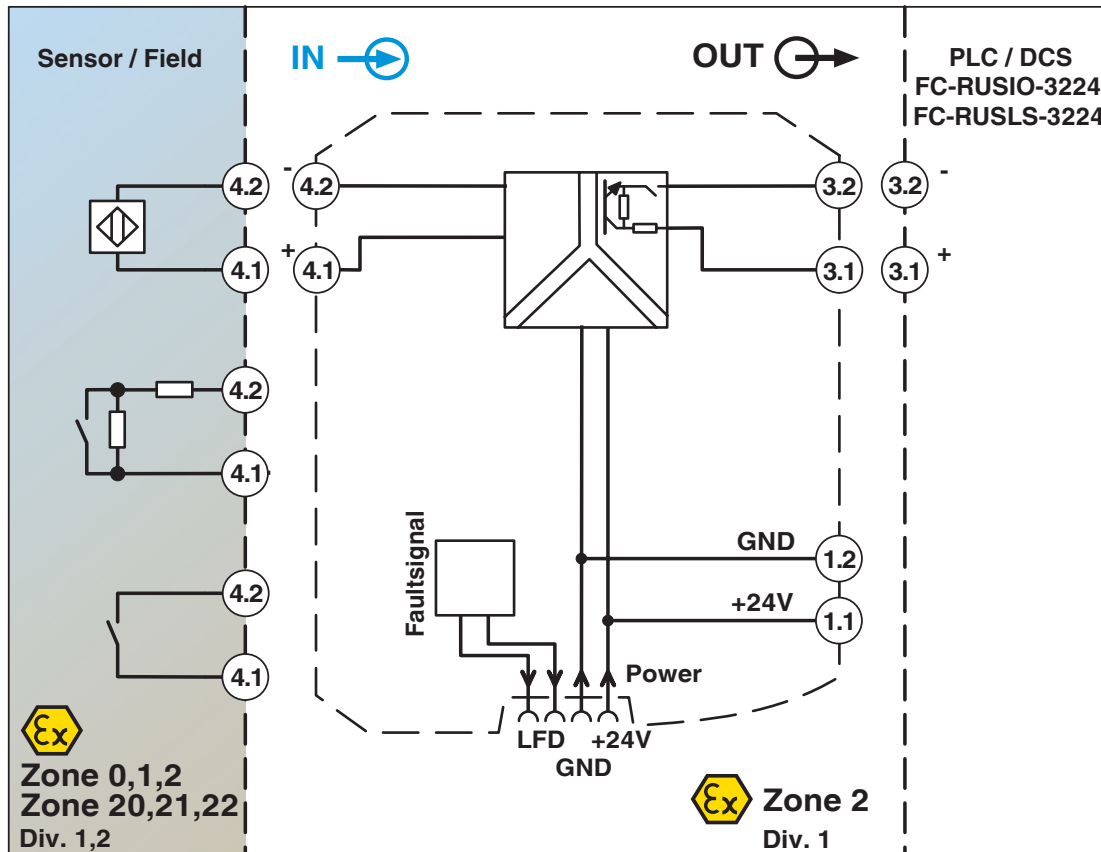 Sensor / Field
IN
OUT
PLC / DCS
FC-RUSIO-3224
FC-RUSLS-3224
4.2
-
4.2
3.2
3.2
-
4.1
+
4.1
3.1
3.1
+
4.2
4.1
Faultsignal
GND
1.2
+24V
1.1
4.2
4.1
Power
LFD
+24V
GND
Ex
Zone 0,1,2
Zone 20,21,22
Div. 1,2
Ex
Zone 2
Div. 1